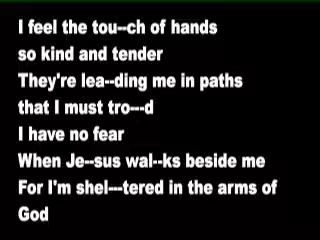 I feel the tou--ch of hands
so kind and tender
They're lea--ding me in paths
that I must tro---d
I have no fear
When Je--sus wal--ks beside me
For I'm shel---tered in the arms of
God